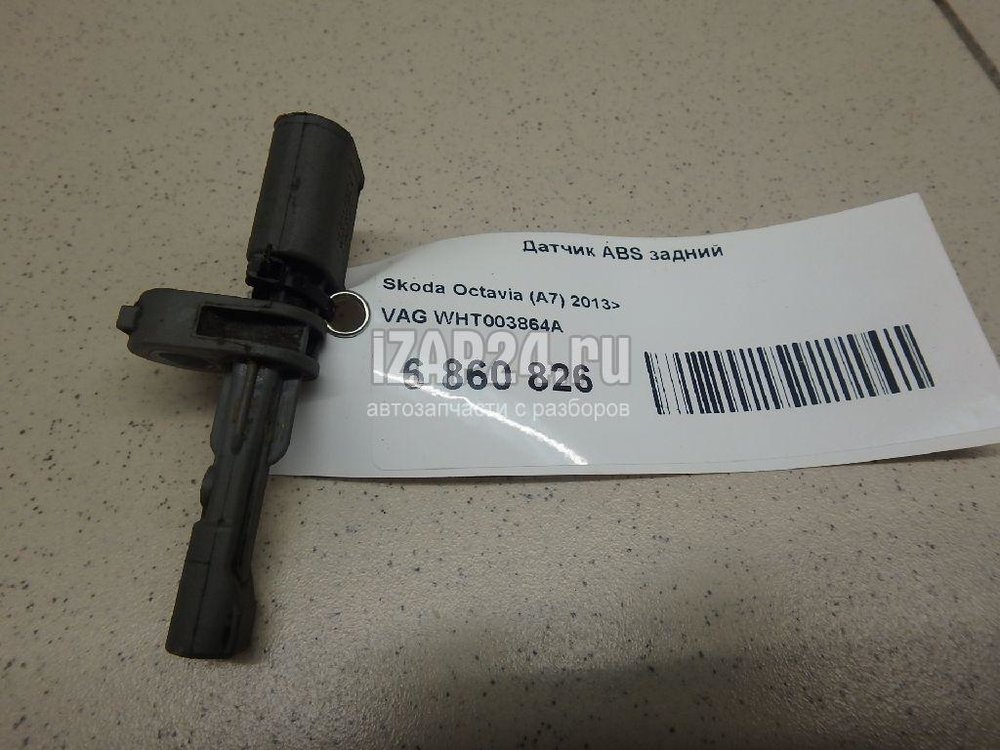 Датчик ABS задний
Skoda Octavia (A7) 2013>
VAG WHT003864A
6 860 826
iZAP24.ru
автозапчасти с разборов